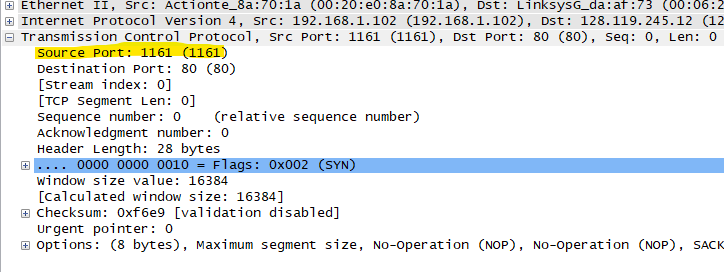 Ethernet II, Src: Actionte_8a:70:1a (00:20:e0:8a:70:1a), Dst: LinksysG_da:af:73 (00:06:2
Internet Protocol Version 4, Src: 192.168.1.102 (192.168.1.102), Dst: 128.119.245.12 (12
Transmission Control Protocol, Src Port: 1161 (1161), Dst Port: 80 (80), Seq: 0, Len: 0
Source Port: 1161 (1161)
Destination Port: 80 (80)
[Stream index: 0]
[TCP Segment Len: 0]
Sequence number: 0    (relative sequence number)
Acknowledgment number: 0
Header Length: 28 bytes
.... 0000 0000 0010 = Flags: 0x002 (SYN)
Window size value: 16384
[Calculated window size: 16384]
Checksum: 0xf6e9 [validation disabled]
Urgent pointer: 0
Options: (8 bytes), Maximum segment size, No-Operation (NOP), No-Operation (NOP), SACK